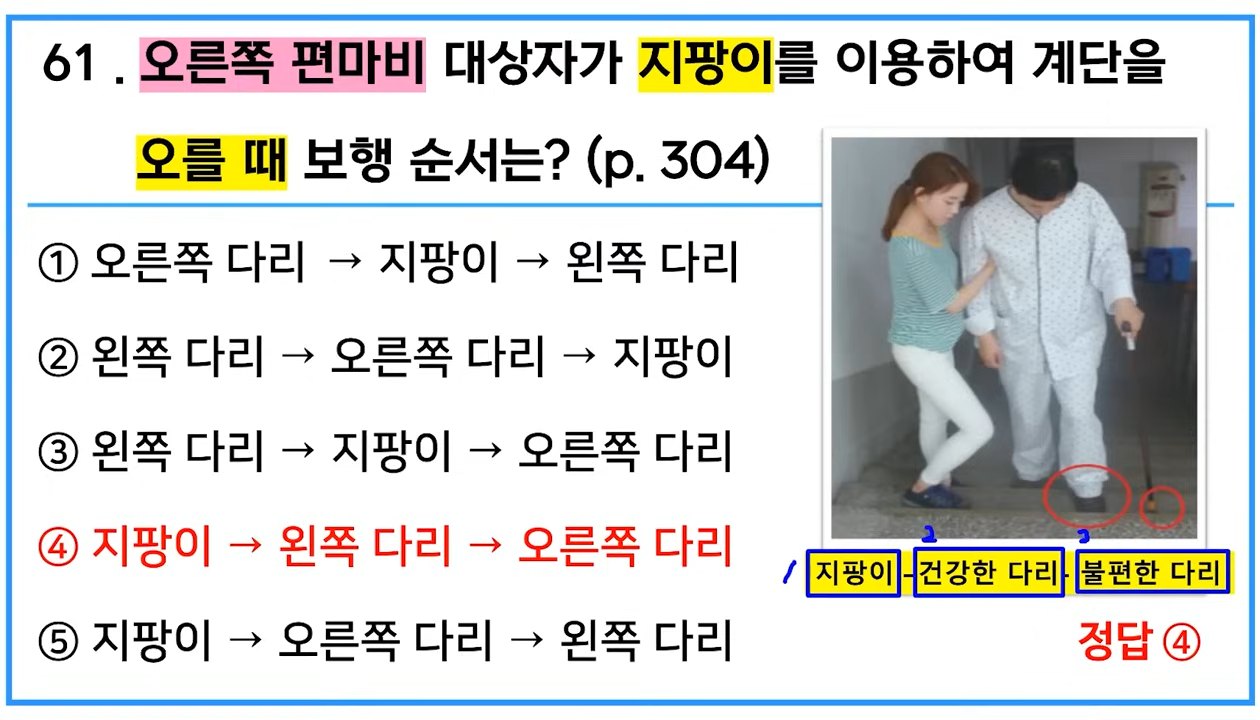 61. 오른쪽 편마비 대상자가 지팡이를 이용하여 계단을
오를 때 보행 순서는? (p. 304)
① 오른쪽 다리 → 지팡이 → 왼쪽 다리
② 왼쪽 다리 → 오른쪽 다리 → 지팡이
③ 왼쪽 다리 → 지팡이 → 오른쪽 다리
④ 지팡이 → 왼쪽 다리 → 오른쪽 다리
⑤ 지팡이 → 오른쪽 다리 → 왼쪽 다리
2 3
1 지팡이-건강한 다리-불편한 다리
정답 ④